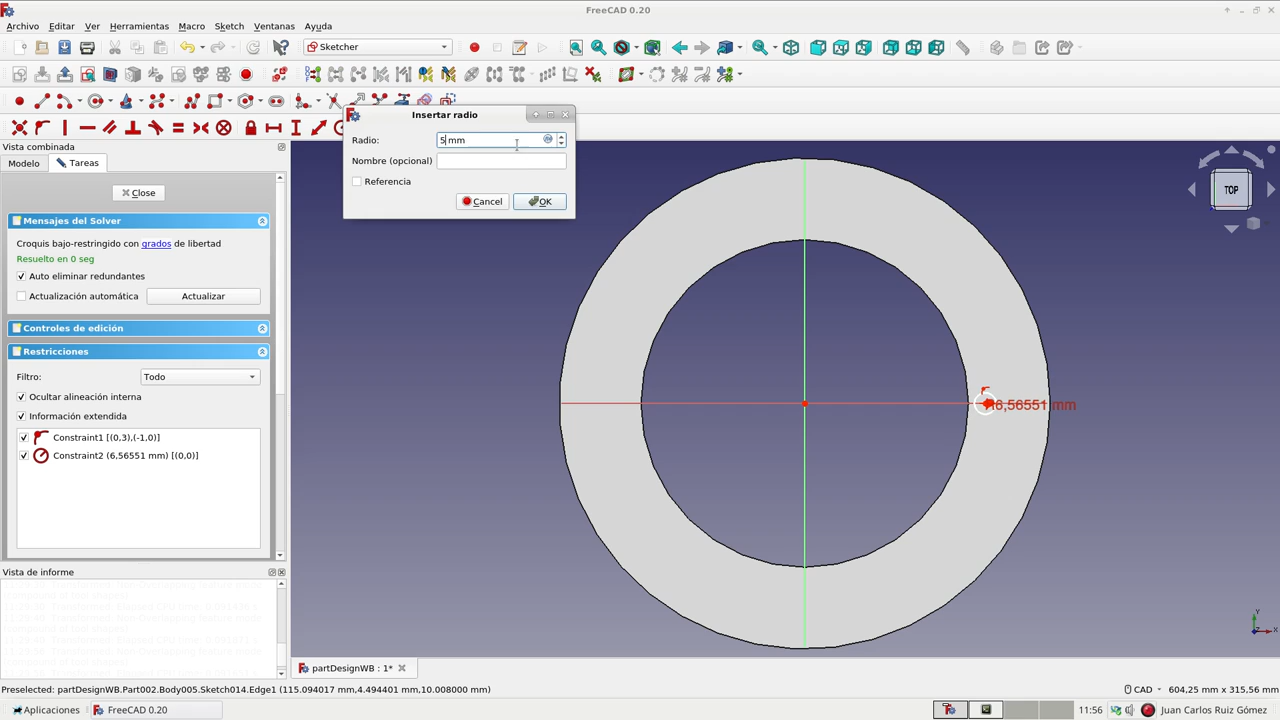 FreeCAD 0.20
Archivo Editar Ver Herramientas Macro Sketch Ventanas Ayuda
Sketcher
Insertar radio
Radio: 5 mm
Nombre (opcional)
Referencia
Cancel OK
Vista combinada
Modelo Tareas
Close
Mensajes del Solver
Croquis bajo-restringido con grados de libertad
Resuelto en 0 seg
Auto eliminar redundantes
Actualización automática Actualizar
Controles de edición
Restricciones
Filtro: Todo
Ocultar alineación interna
Información extendida
Constraint1 [(0,3),(-1,0)]
Constraint2 (6,56551 mm) [(0,0)]
Vista de informe
TOP
6,56551 mm
Y
Z X
partDesignWB : 1*
Preselected: partDesignWB.Part002.Body005.Sketch014.Edge1 (115.094017 mm,4.494401 mm,10.008000 mm)
CAD 604,25 mm x 315,56 mm
Aplicaciones FreeCAD 0.20 11:56 Juan Carlos Ruiz Gómez